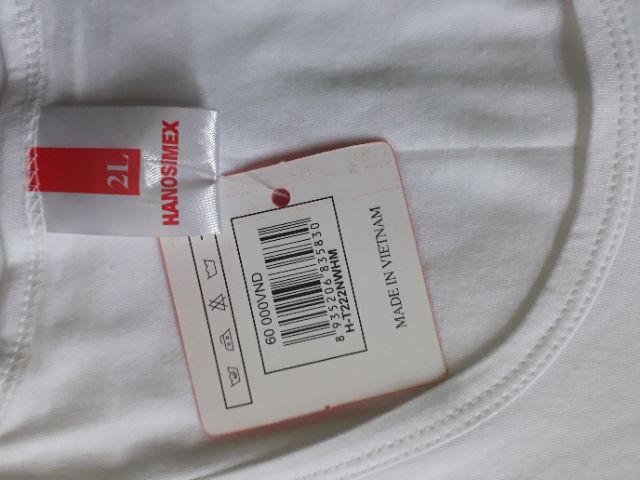 HANOSIMEX
2L
60 000VND
8 935206 835830
H-T222NWHM
MADE IN VIETNAM